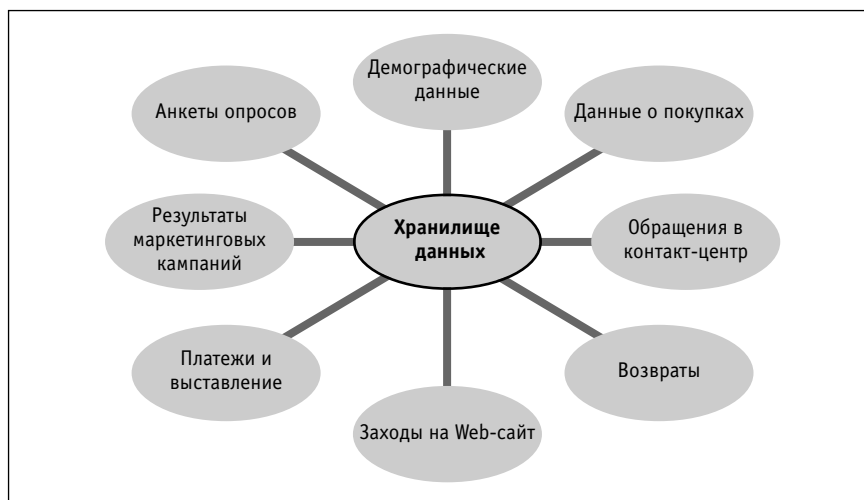 Демографические
данные
Анкеты опросов
Данные о покупках
Результаты
маркетинговых
кампаний
Хранилище
данных
Обращения в
контакт-центр
Платежи и
выставление
Возвраты
Заходы на Web-сайт